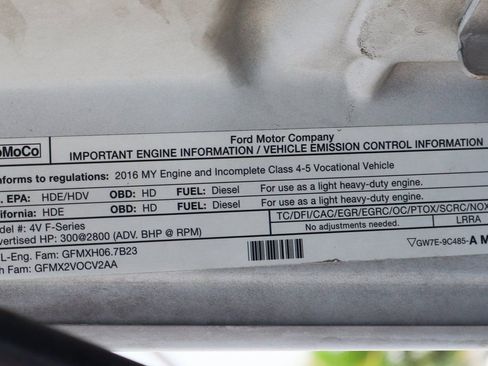 oMoCo
Ford Motor Company
IMPORTANT ENGINE INFORMATION / VEHICLE EMISSION CONTROL INFORMATION
nforms to regulations: 2016 MY Engine and Incomplete Class 4-5 Vocational Vehicle
. EPA: HDE/HDV OBD: HD FUEL: Diesel For use as a light heavy-duty engine.
alifornia: HDE OBD: HD FUEL: Diesel For use as a light heavy-duty engine.
odel #: 4V F-Series TC/DFI/CAC/EGR/EGRC/OC/PTOX/SCRC/NOX
vertised HP: 300@2800 (ADV. BHP @ RPM) No adjustments needed. LRRA
L-Eng. Fam: GFMXH06.7B23
h Fam: GFMX2VOCV2AA ▽GW7E-9C485-A M